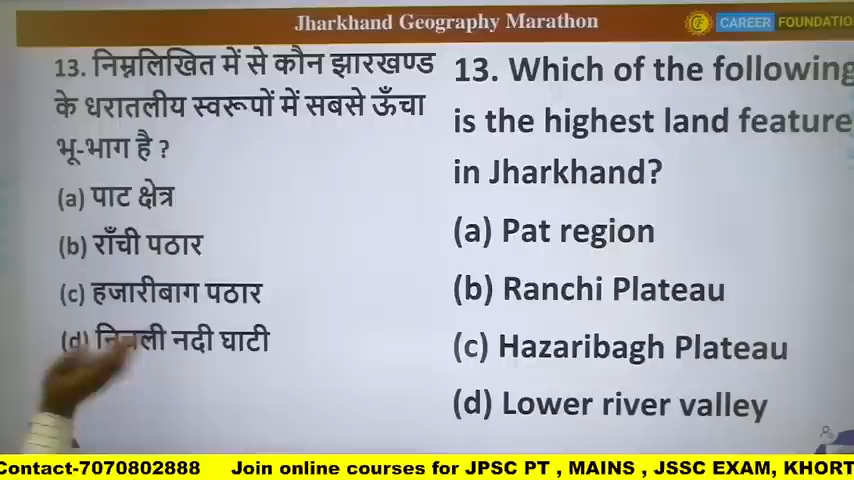 Jharkhand Geography Marathon
CAREER FOUNDATIO
13. निम्नलिखित में से कौन झारखण्ड
के धरातलीय स्वरूपों में सबसे ऊँचा
भू-भाग है ?
(a) पाट क्षेत्र
(b) राँची पठार
(c) हजारीबाग पठार
(d) निचली नदी घाटी
13. Which of the following
is the highest land feature
in Jharkhand?
(a) Pat region
(b) Ranchi Plateau
(c) Hazaribagh Plateau
(d) Lower river valley
Contact-7070802888 Join online courses for JPSC PT , MAINS , JSSC EXAM, KHORT